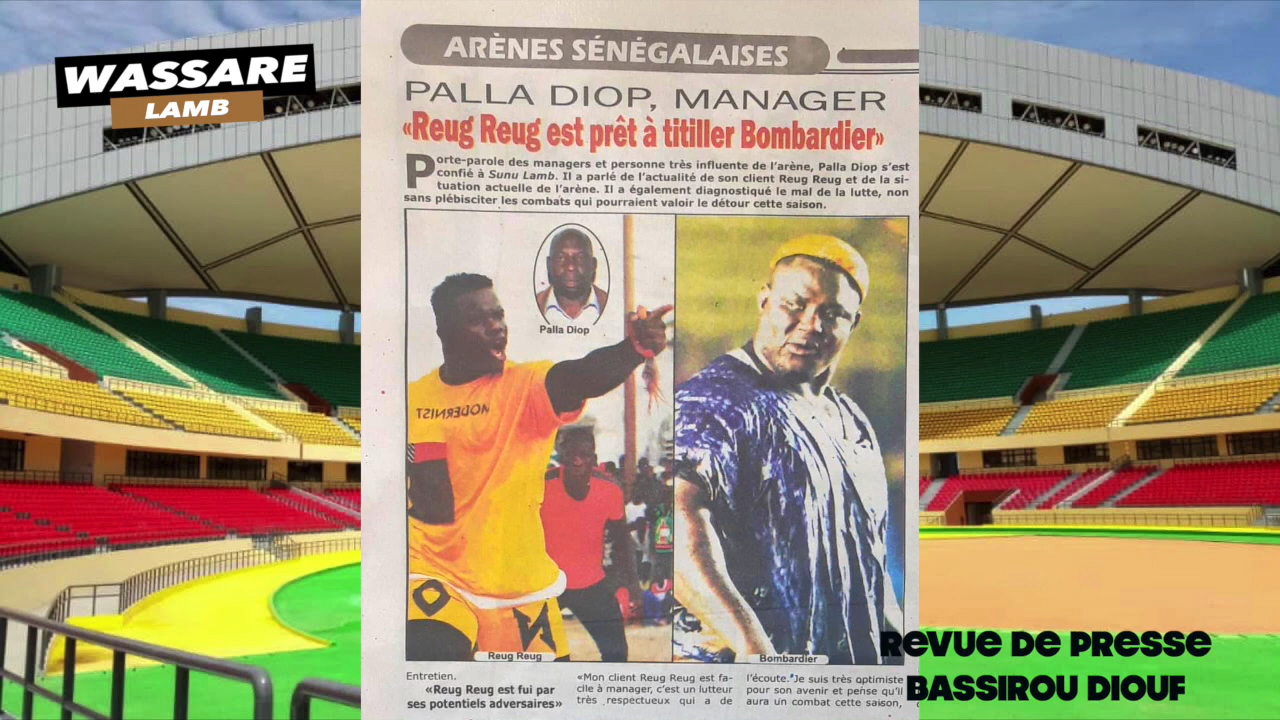 WASSARE
LAMB
ARÈNES SÉNÉGALAISES
PALLA DIOP, MANAGER
«Reug Reug est prêt à titiller Bombardier»
Porte-parole des managers et personne très influente de l'arène, Palla Diop s'est
confié à Sunu Lamb. Il a parlé de l'actualité de son client Reug Reug et de la si-
tuation actuelle de l'arène. Il a également diagnostiqué le mal de la lutte, non
sans plébisciter les combats qui pourraient valoir le détour cette saison.
Palla Diop
MODERNIST
Reug Reug
Bombardier
Entretien.
«Reug Reug est fui par
ses potentiels adversaires»
«Mon client Reug Reug est fa-
cile à manager, c'est un lutteur
très respectueux qui a de
l'écoute. Je suis très optimiste
pour son avenir et pense qu'il
aura un combat cette saison,
REVUE DE PRESSE
BASSIROU DIOUF